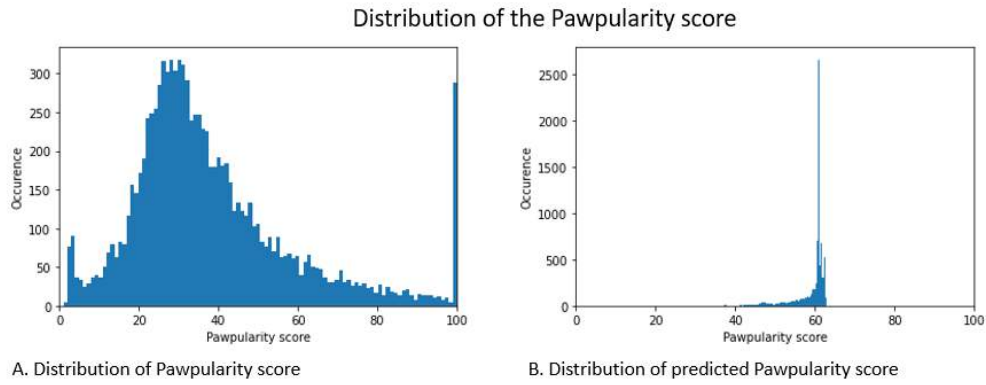 Distribution of the Pawpularity score
300
250
200
150
100
50
0
Occurence
0 20 40 60 80 100
Pawpularity score
A. Distribution of Pawpularity score
2500
2000
1500
1000
500
0
Occurence
0 20 40 60 80 100
Pawpularity score
B. Distribution of predicted Pawpularity score